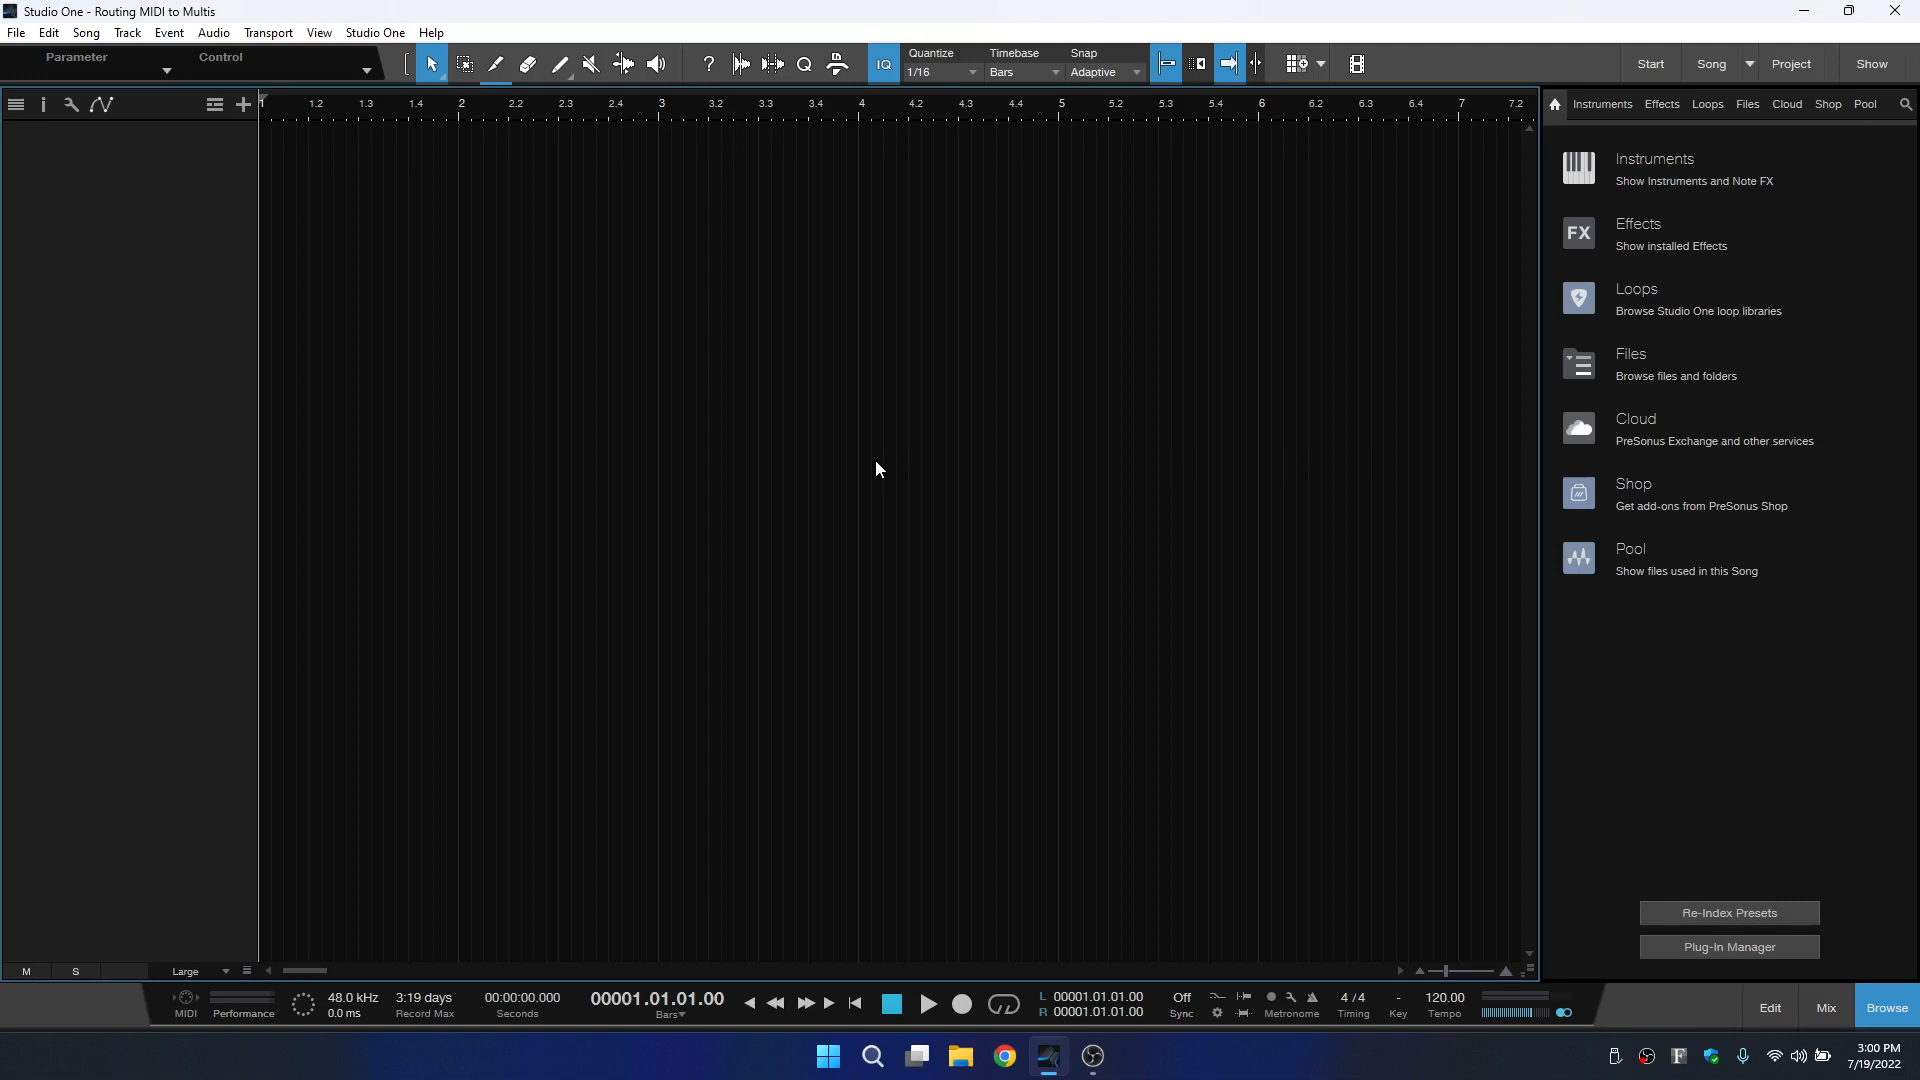 Studio One - Routing MIDI to Multis
File Edit Song Track Event Audio Transport View Studio One Help
Parameter Control
IQ
Quantize Timebase Snap
1/16 Bars Adaptive
Start Song Project Show
1 1.2 1.3 1.4 2 2.2 2.3 2.4 3 3.2 3.3 3.4 4 4.2 4.3 4.4 5 5.2 5.3 5.4 6 6.2 6.3 6.4 7 7.2
Instruments Effects Loops Files Cloud Shop Pool
Instruments
Show Instruments and Note FX
FX
Effects
Show installed Effects
Loops
Browse Studio One loop libraries
Files
Browse files and folders
Cloud
PreSonus Exchange and other services
Shop
Get add-ons from PreSonus Shop
Pool
Show files used in this Song
Re-Index Presets
Plug-In Manager
M S Large
MIDI Performance
48.0 kHz
0.0 ms
3:19 days
Record Max
00:00:00.000
Seconds
00001.01.01.00
Bars
L 00001.01.01.00
R 00001.01.01.00
Off
Sync
Metronome
4 / 4
Timing
-
Key
120.00
Tempo
Edit Mix Browse
3:00 PM
7/19/2022